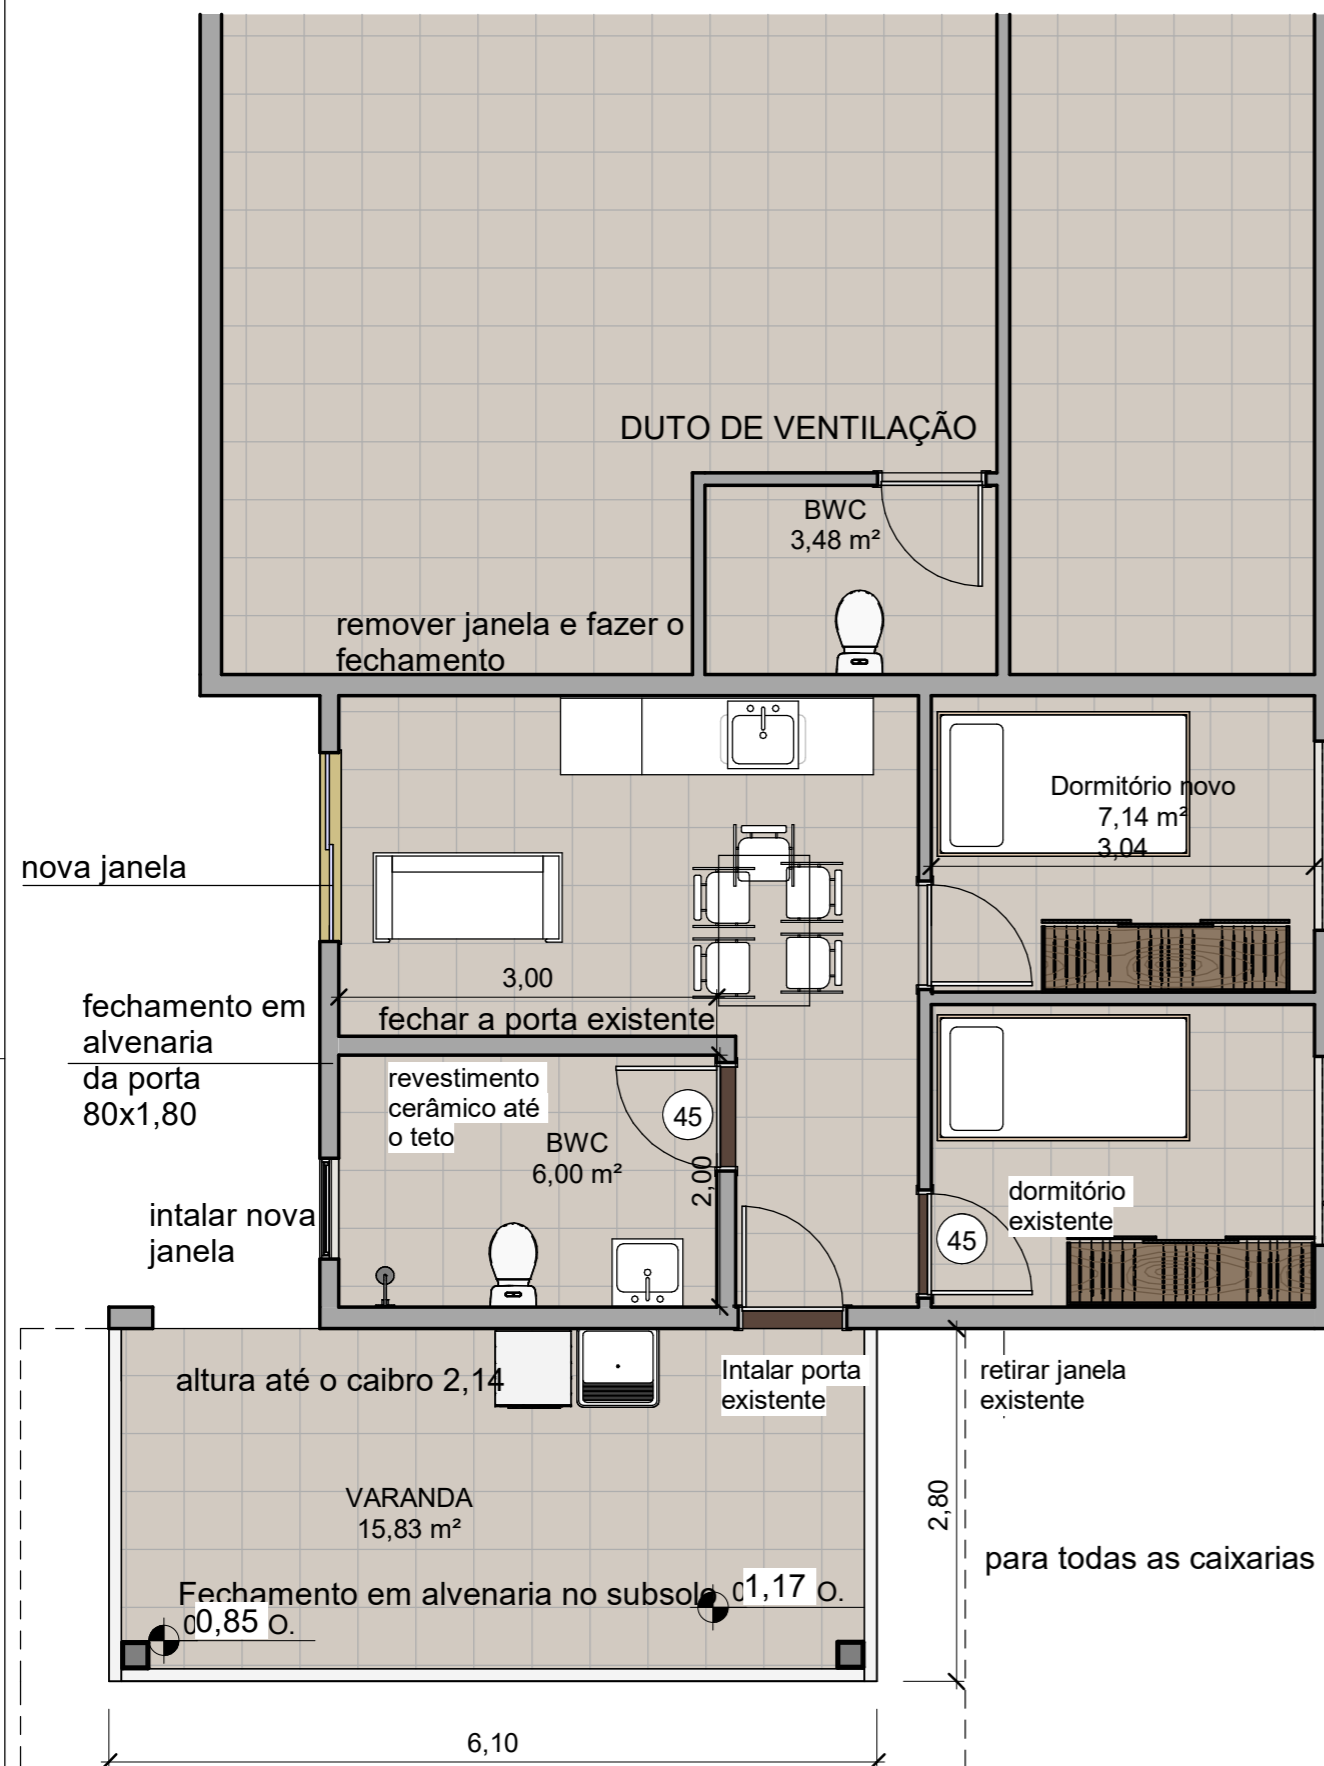 DUTO DE VENTILAÇÃO
BWC
3,48 m²
remover janela e fazer o
fechamento
Dormitório novo
7,14 m²
3,04
nova janela
3,00
fechar a porta existente
fechamento em
alvenaria
da porta
80x1,80
revestimento
cerâmico até
o teto
45
BWC
6,00 m²
2,00
dormitório
existente
45
intalar nova
janela
altura até o caibro 2,14
Intalar porta
existente
retirar janela
existente
2,80
VARANDA
15,83 m²
para todas as caixarias
Fechamento em alvenaria no subsolo
1,17 O.
0,85 O.
6,10